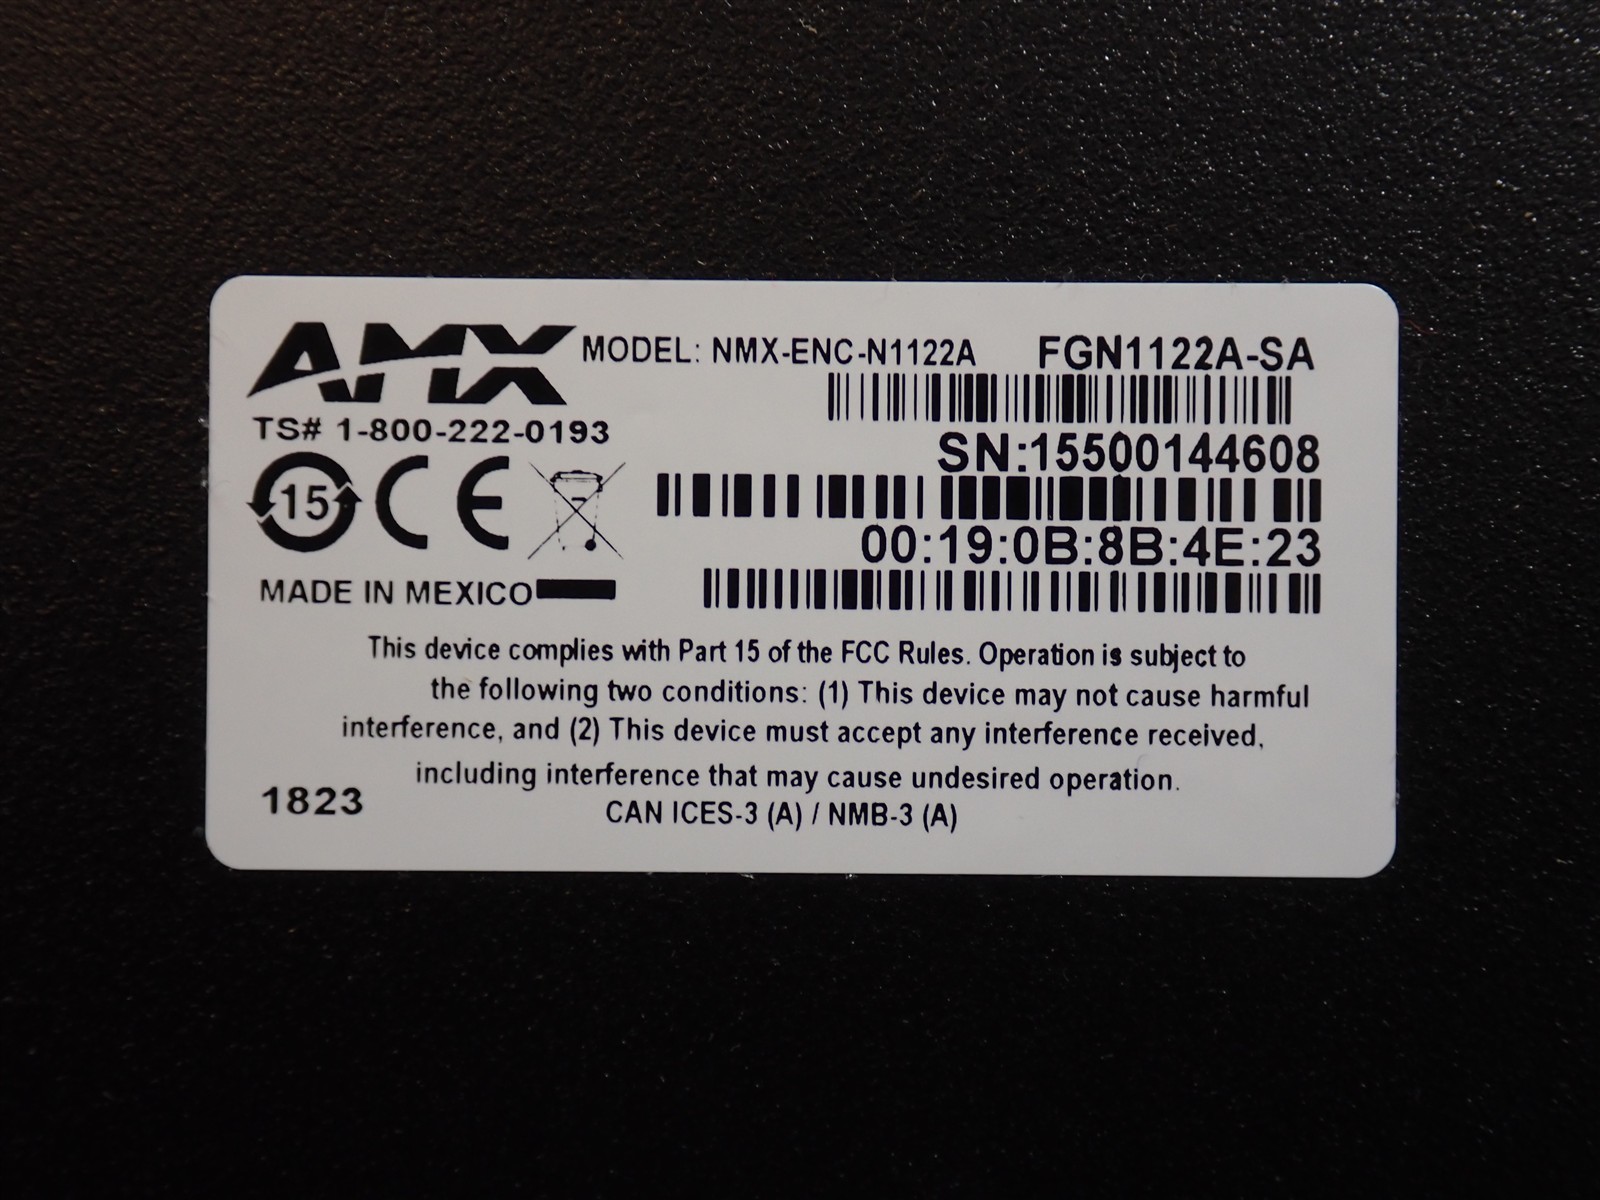 AMX MODEL: NMX-ENC-N1122A FGN1122A-SA
TS# 1-800-222-0193
SN:15500144608
15 CE
00:19:0B:8B:4E:23
MADE IN MEXICO
This device complies with Part 15 of the FCC Rules. Operation is subject to
the following two conditions: (1) This device may not cause harmful
interference, and (2) This device must accept any interference received,
including interference that may cause undesired operation.
1823
CAN ICES-3 (A) / NMB-3 (A)